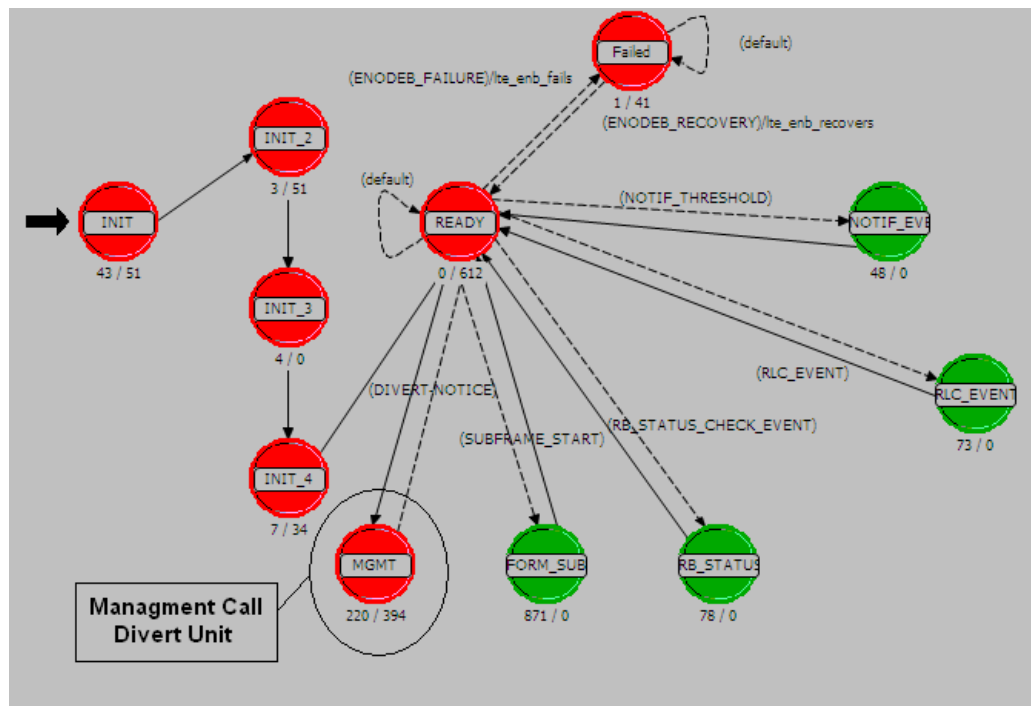 Failed
(default)
(ENODEB_FAILURE)/lte_enb_fails
1 / 41
(ENODEB_RECOVERY)/lte_enb_recovers
INIT_2
3 / 51
(default)
(NOTIF_THRESHOLD)
INIT
READY
NOTIF_EVE
43 / 51
0 / 612
48 / 0
INIT_3
4 / 0
(RLC_EVENT)
(DIVERT-NOTICE)
RLC_EVENT
73 / 0
(RB_STATUS_CHECK_EVENT)
(SUBFRAME_START)
INIT_4
7 / 34
MGMT
FORM_SUB
RB_STATUS
220 / 394
871 / 0
78 / 0
Managment Call
Divert Unit